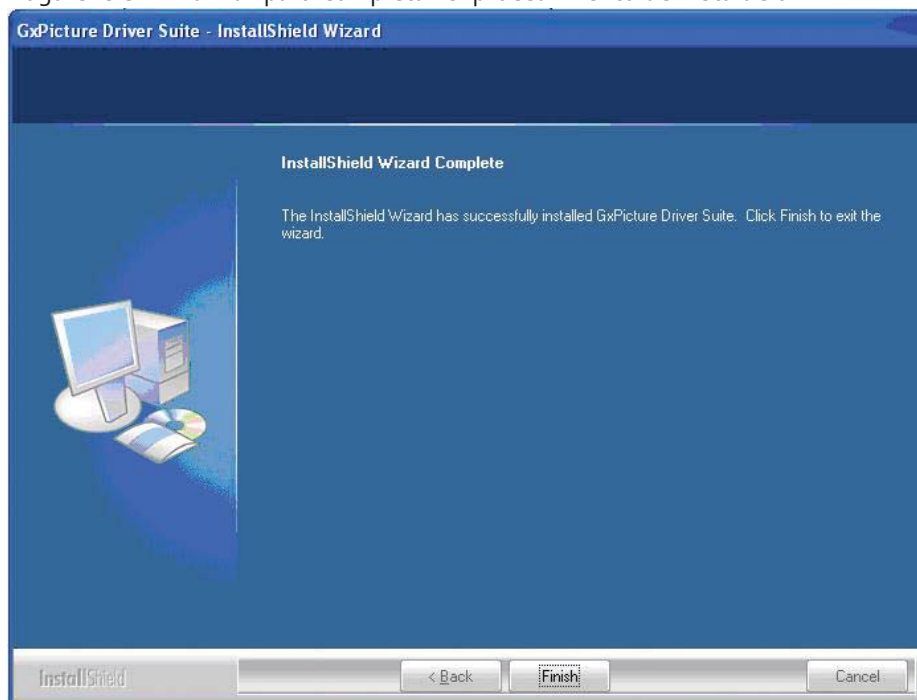 GxPicture Driver Suite - InstallShield Wizard
InstallShield Wizard Complete
The InstallShield Wizard has successfully installed GxPicture Driver Suite. Click Finish to exit the
wizard.
InstallShield
< Back
Finish
Cancel